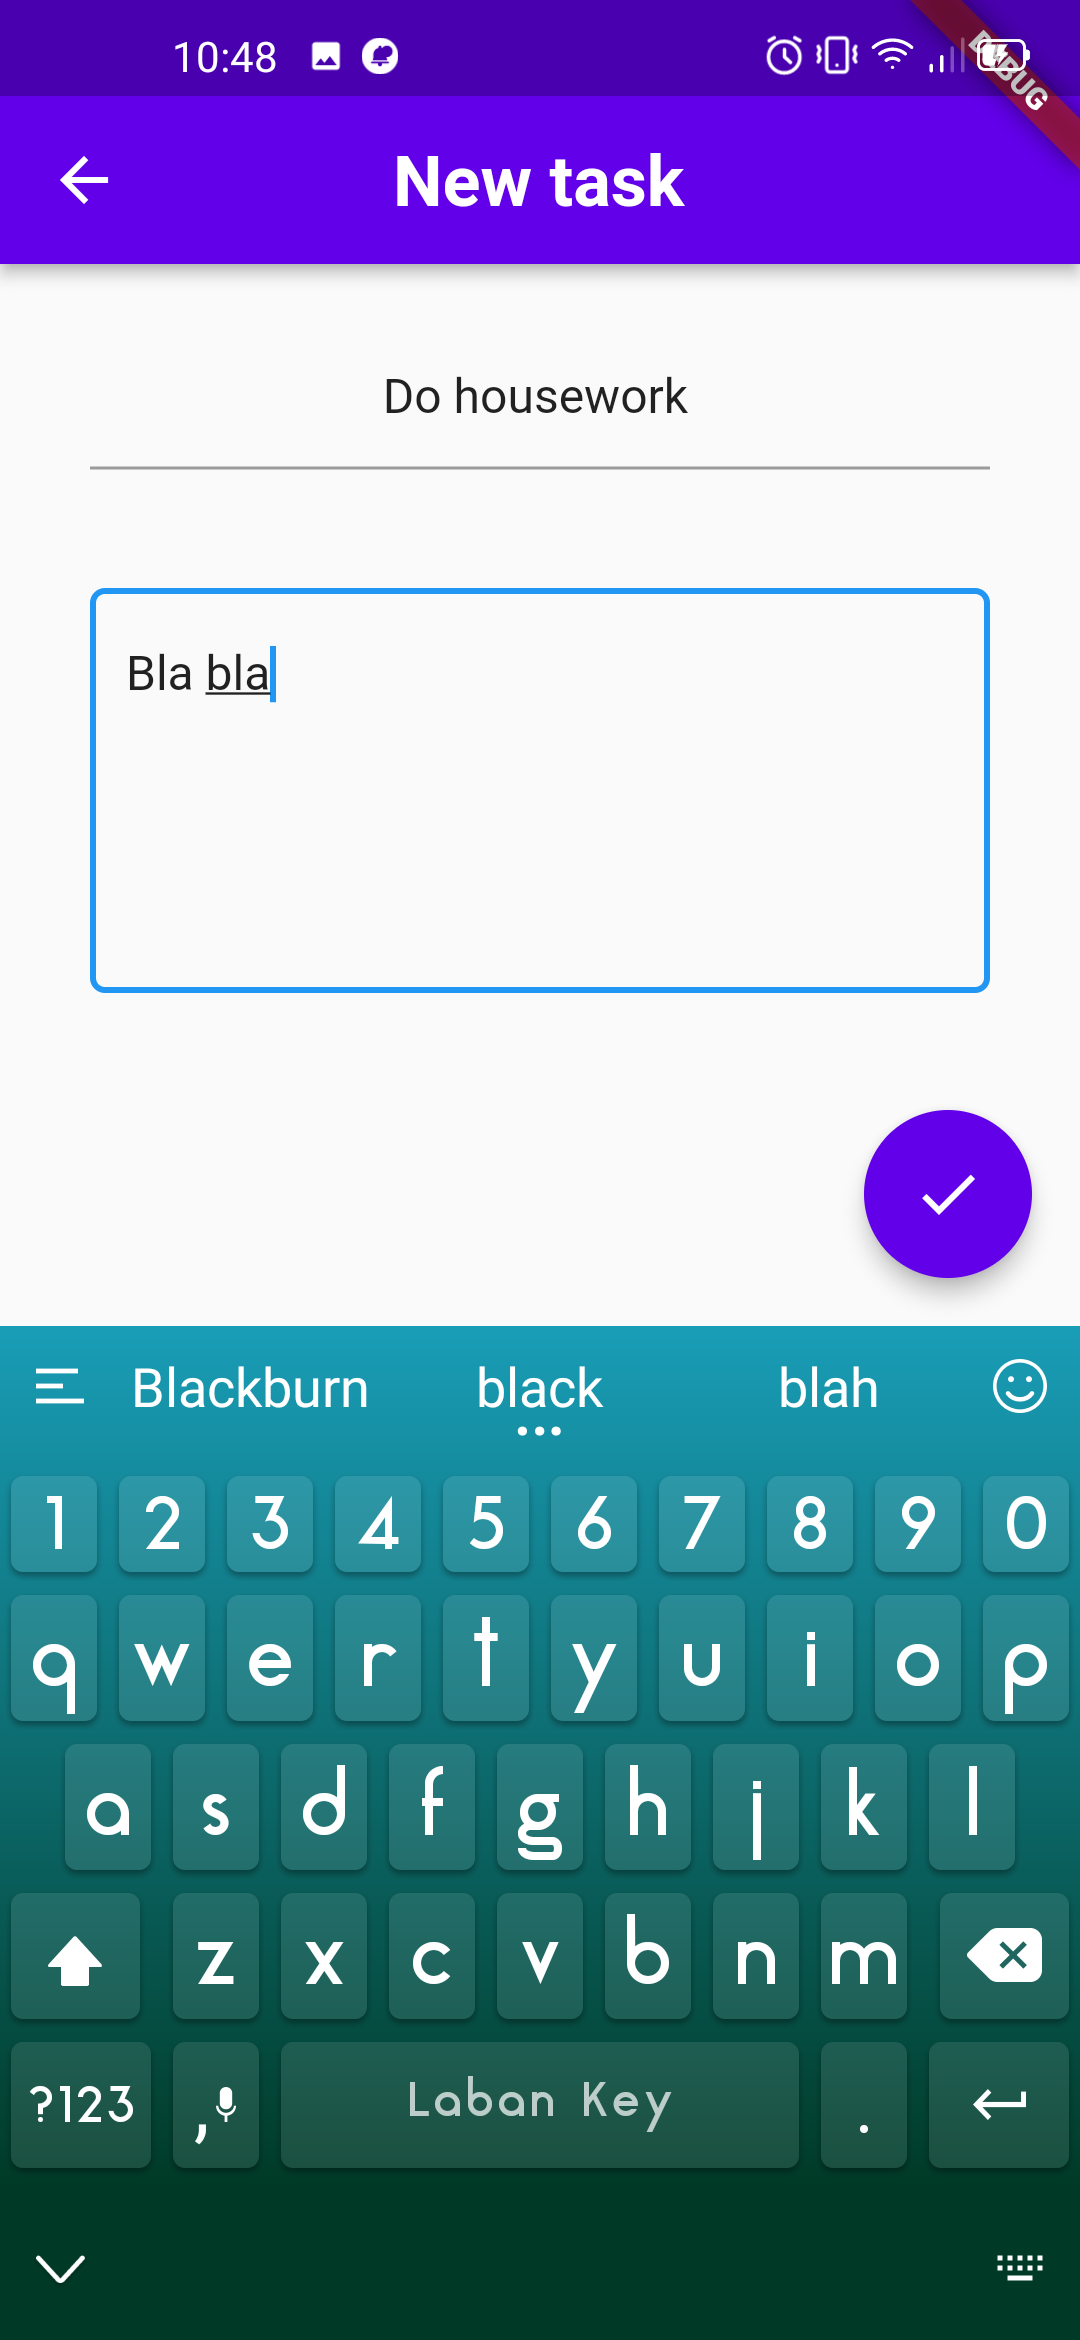 10:48
DEBUG
New task
Do housework
Bla bla
Blackburn black blah
1 2 3 4 5 6 7 8 9 0
q w e r t y u i o p
a s d f g h j k l
z x c v b n m
?123 , Laban Key .